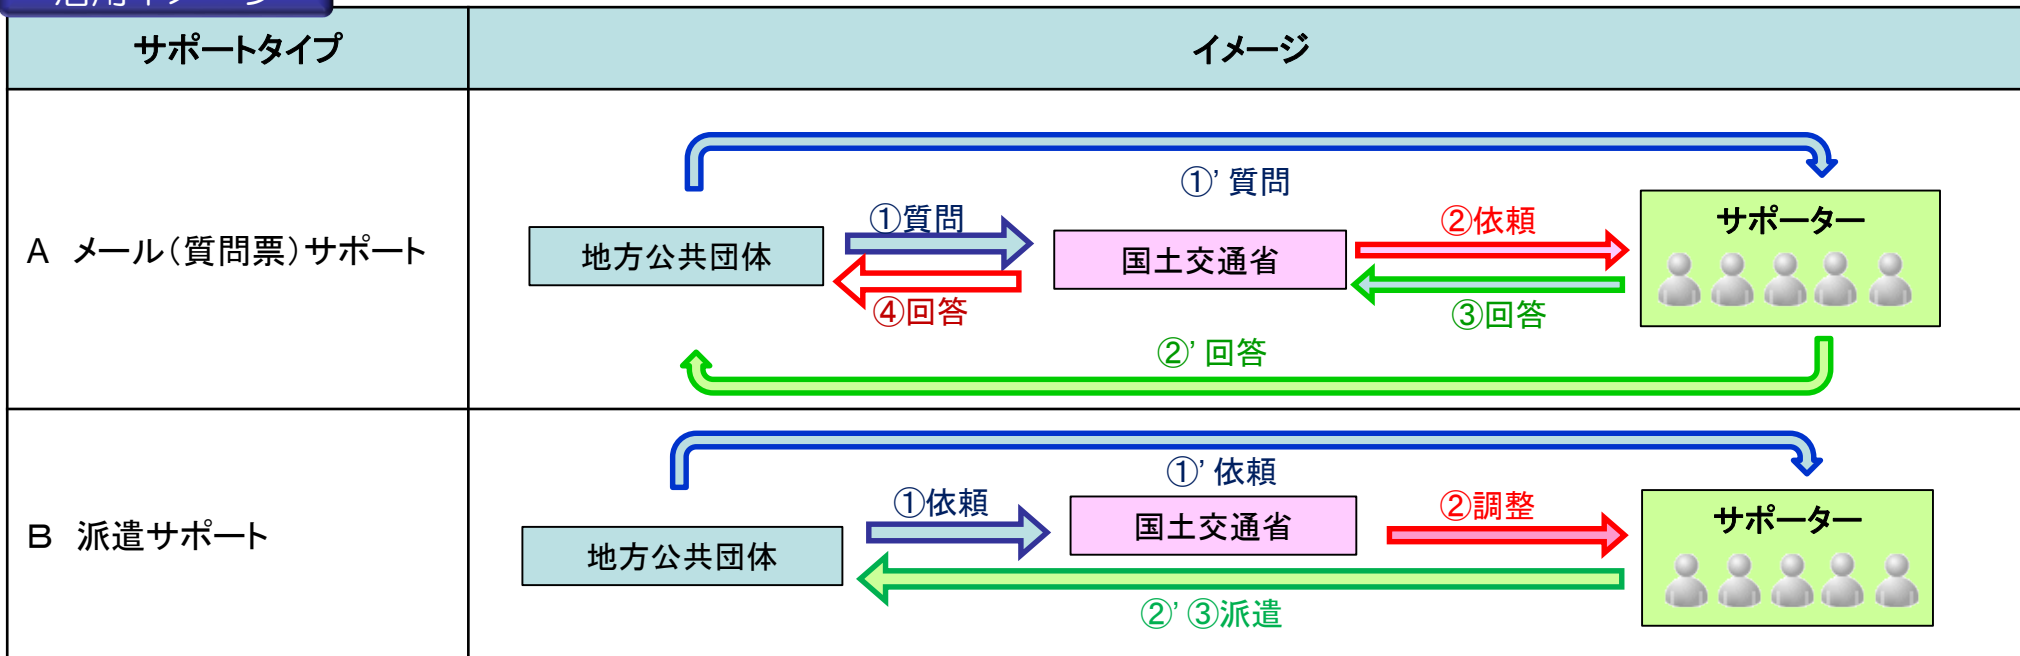 サポートタイプ
イメージ
A メール(質問票)サポート
①’ 質問
①質問
②依頼
サポーター
地方公共団体
国土交通省
④回答
③回答
②’ 回答
B 派遣サポート
①’ 依頼
①依頼
②調整
サポーター
国土交通省
地方公共団体
②’ ③派遣